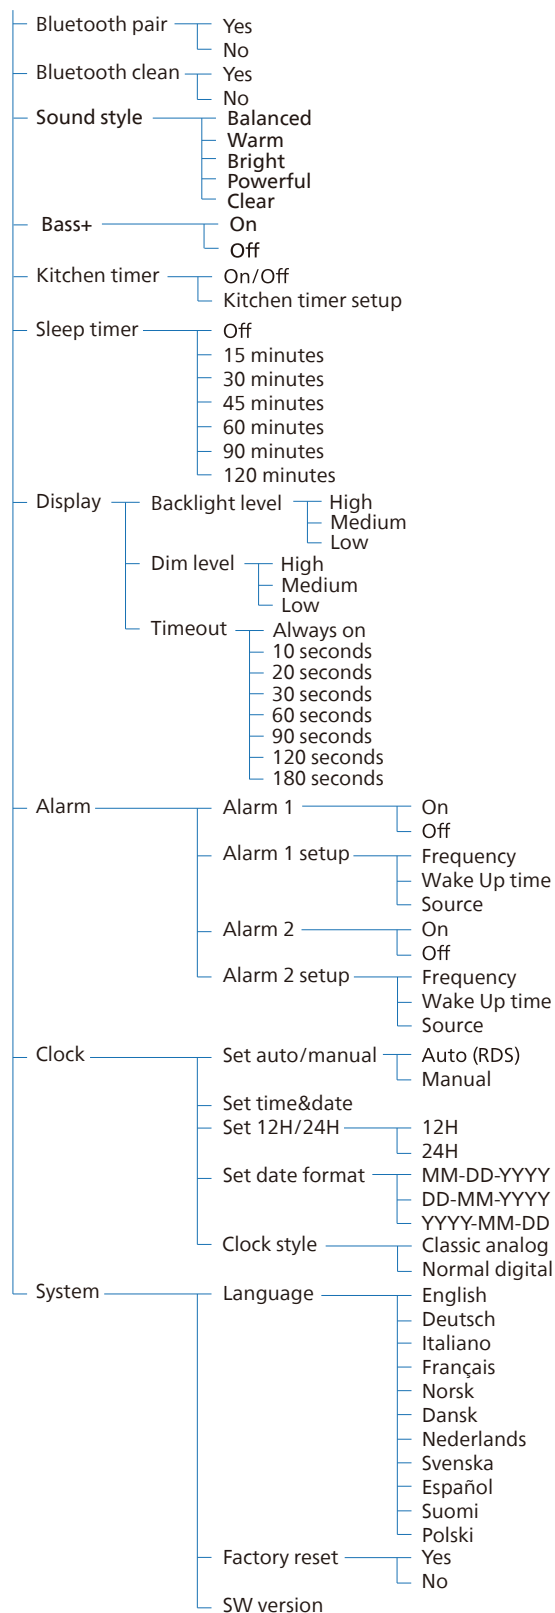 Bluetooth pair Yes
No
Bluetooth clean Yes
No
Sound style Balanced
Warm
Bright
Powerful
Clear
Bass+ On
Off
Kitchen timer On/Off
Kitchen timer setup
Sleep timer Off
15 minutes
30 minutes
45 minutes
60 minutes
90 minutes
120 minutes
Display Backlight level High
Medium
Low
Dim level High
Medium
Low
Timeout Always on
10 seconds
20 seconds
30 seconds
60 seconds
90 seconds
120 seconds
180 seconds
Alarm Alarm 1 On
Off
Alarm 1 setup Frequency
Wake Up time
Source
Alarm 2 On
Off
Alarm 2 setup Frequency
Wake Up time
Source
Clock Set auto/manual Auto (RDS)
Manual
Set time&date
Set 12H/24H 12H
24H
Set date format MM-DD-YYYY
DD-MM-YYYY
YYYY-MM-DD
Clock style Classic analog
Normal digital
System Language English
Deutsch
Italiano
Français
Norsk
Dansk
Nederlands
Svenska
Español
Suomi
Polski
Factory reset Yes
No
SW version